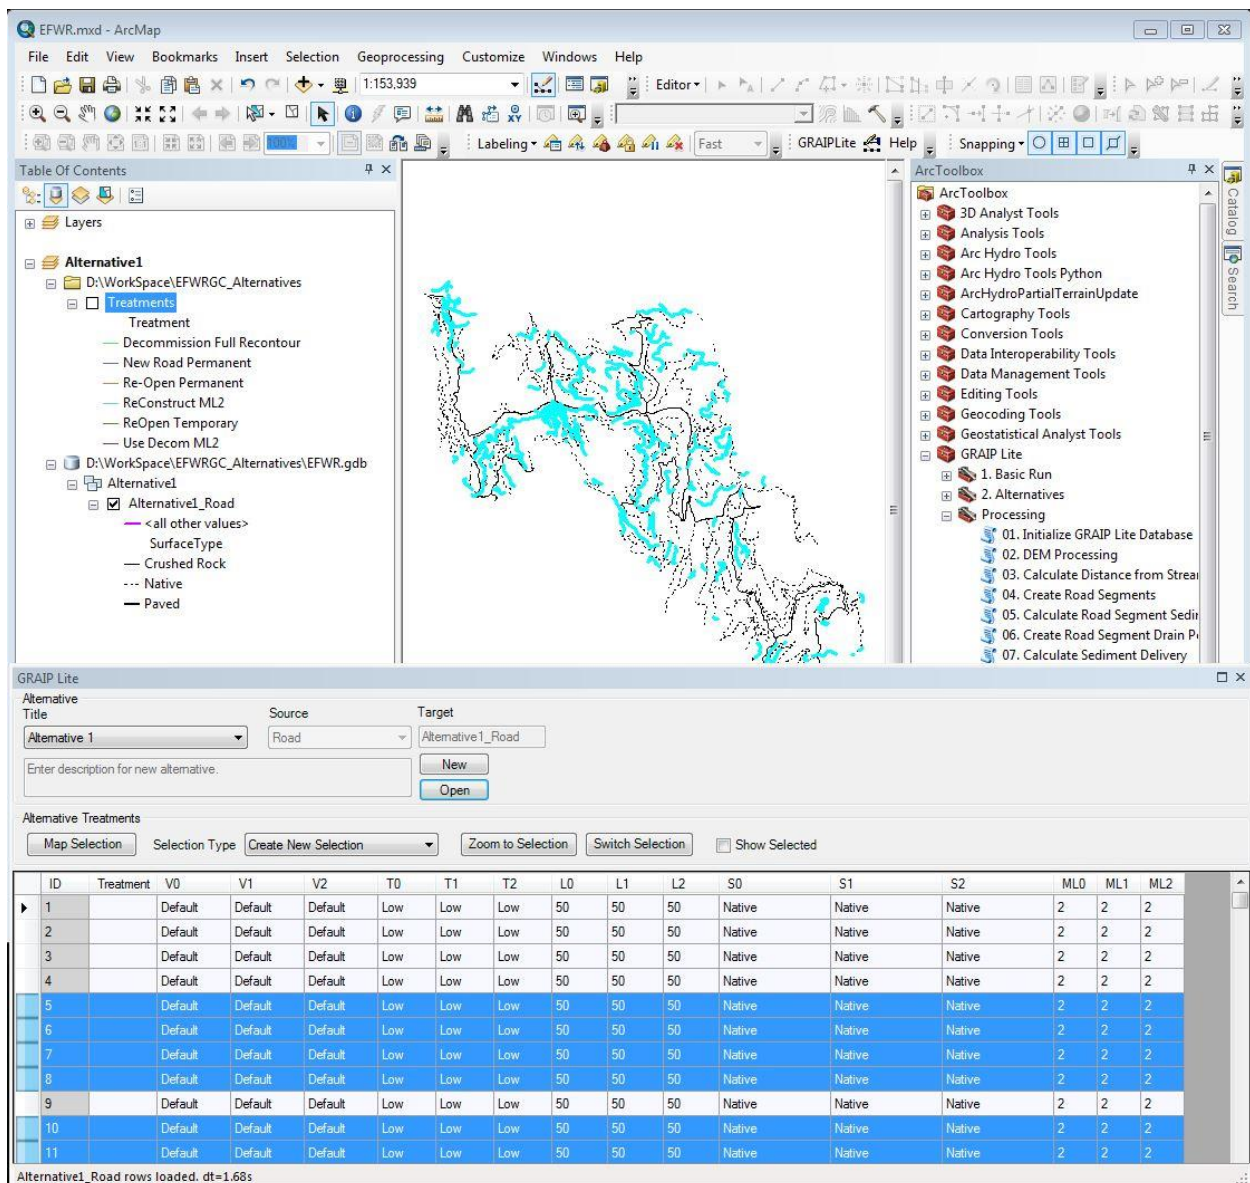 EFWR.mxd - ArcMap
File Edit View Bookmarks Insert Selection Geoprocessing Customize Windows Help
1:153,939 Editor
100% Labeling Fast GRAIPLite Help Snapping
Table Of Contents
Layers
Alternative1
D:\WorkSpace\EFWRGC_Alternatives
Treatments
Treatment
Decommission Full Recontour
New Road Permanent
Re-Open Permanent
ReConstruct ML2
ReOpen Temporary
Use Decom ML2
D:\WorkSpace\EFWRGC_Alternatives\EFWR.gdb
Alternative1
Alternative1_Road
<all other values>
SurfaceType
Crushed Rock
Native
Paved
ArcToolbox
ArcToolbox
3D Analyst Tools
Analysis Tools
Arc Hydro Tools
Arc Hydro Tools Python
ArcHydroPartialTerrainUpdate
Cartography Tools
Conversion Tools
Data Interoperability Tools
Data Management Tools
Editing Tools
Geocoding Tools
Geostatistical Analyst Tools
GRAIP Lite
1. Basic Run
2. Alternatives
Processing
01. Initialize GRAIP Lite Database
02. DEM Processing
03. Calculate Distance from Strea
04. Create Road Segments
05. Calculate Road Segment Sedi
06. Create Road Segment Drain P
07. Calculate Sediment Delivery
Catalog
Search
GRAIP Lite
Alternative
Title Source Target
Alternative 1 Road Alternative1_Road
Enter description for new alternative.
New
Open
Alternative Treatments
Map Selection Selection Type Create New Selection Zoom to Selection Switch Selection Show Selected
ID Treatment V0 V1 V2 T0 T1 T2 L0 L1 L2 S0 S1 S2 ML0 ML1 ML2
1 Default Default Default Low Low Low 50 50 50 Native Native Native 2 2 2
2 Default Default Default Low Low Low 50 50 50 Native Native Native 2 2 2
3 Default Default Default Low Low Low 50 50 50 Native Native Native 2 2 2
4 Default Default Default Low Low Low 50 50 50 Native Native Native 2 2 2
5 Default Default Default Low Low Low 50 50 50 Native Native Native 2 2 2
6 Default Default Default Low Low Low 50 50 50 Native Native Native 2 2 2
7 Default Default Default Low Low Low 50 50 50 Native Native Native 2 2 2
8 Default Default Default Low Low Low 50 50 50 Native Native Native 2 2 2
9 Default Default Default Low Low Low 50 50 50 Native Native Native 2 2 2
10 Default Default Default Low Low Low 50 50 50 Native Native Native 2 2 2
11 Default Default Default Low Low Low 50 50 50 Native Native Native 2 2 2
Alternative1_Road rows loaded. dt=1.68s